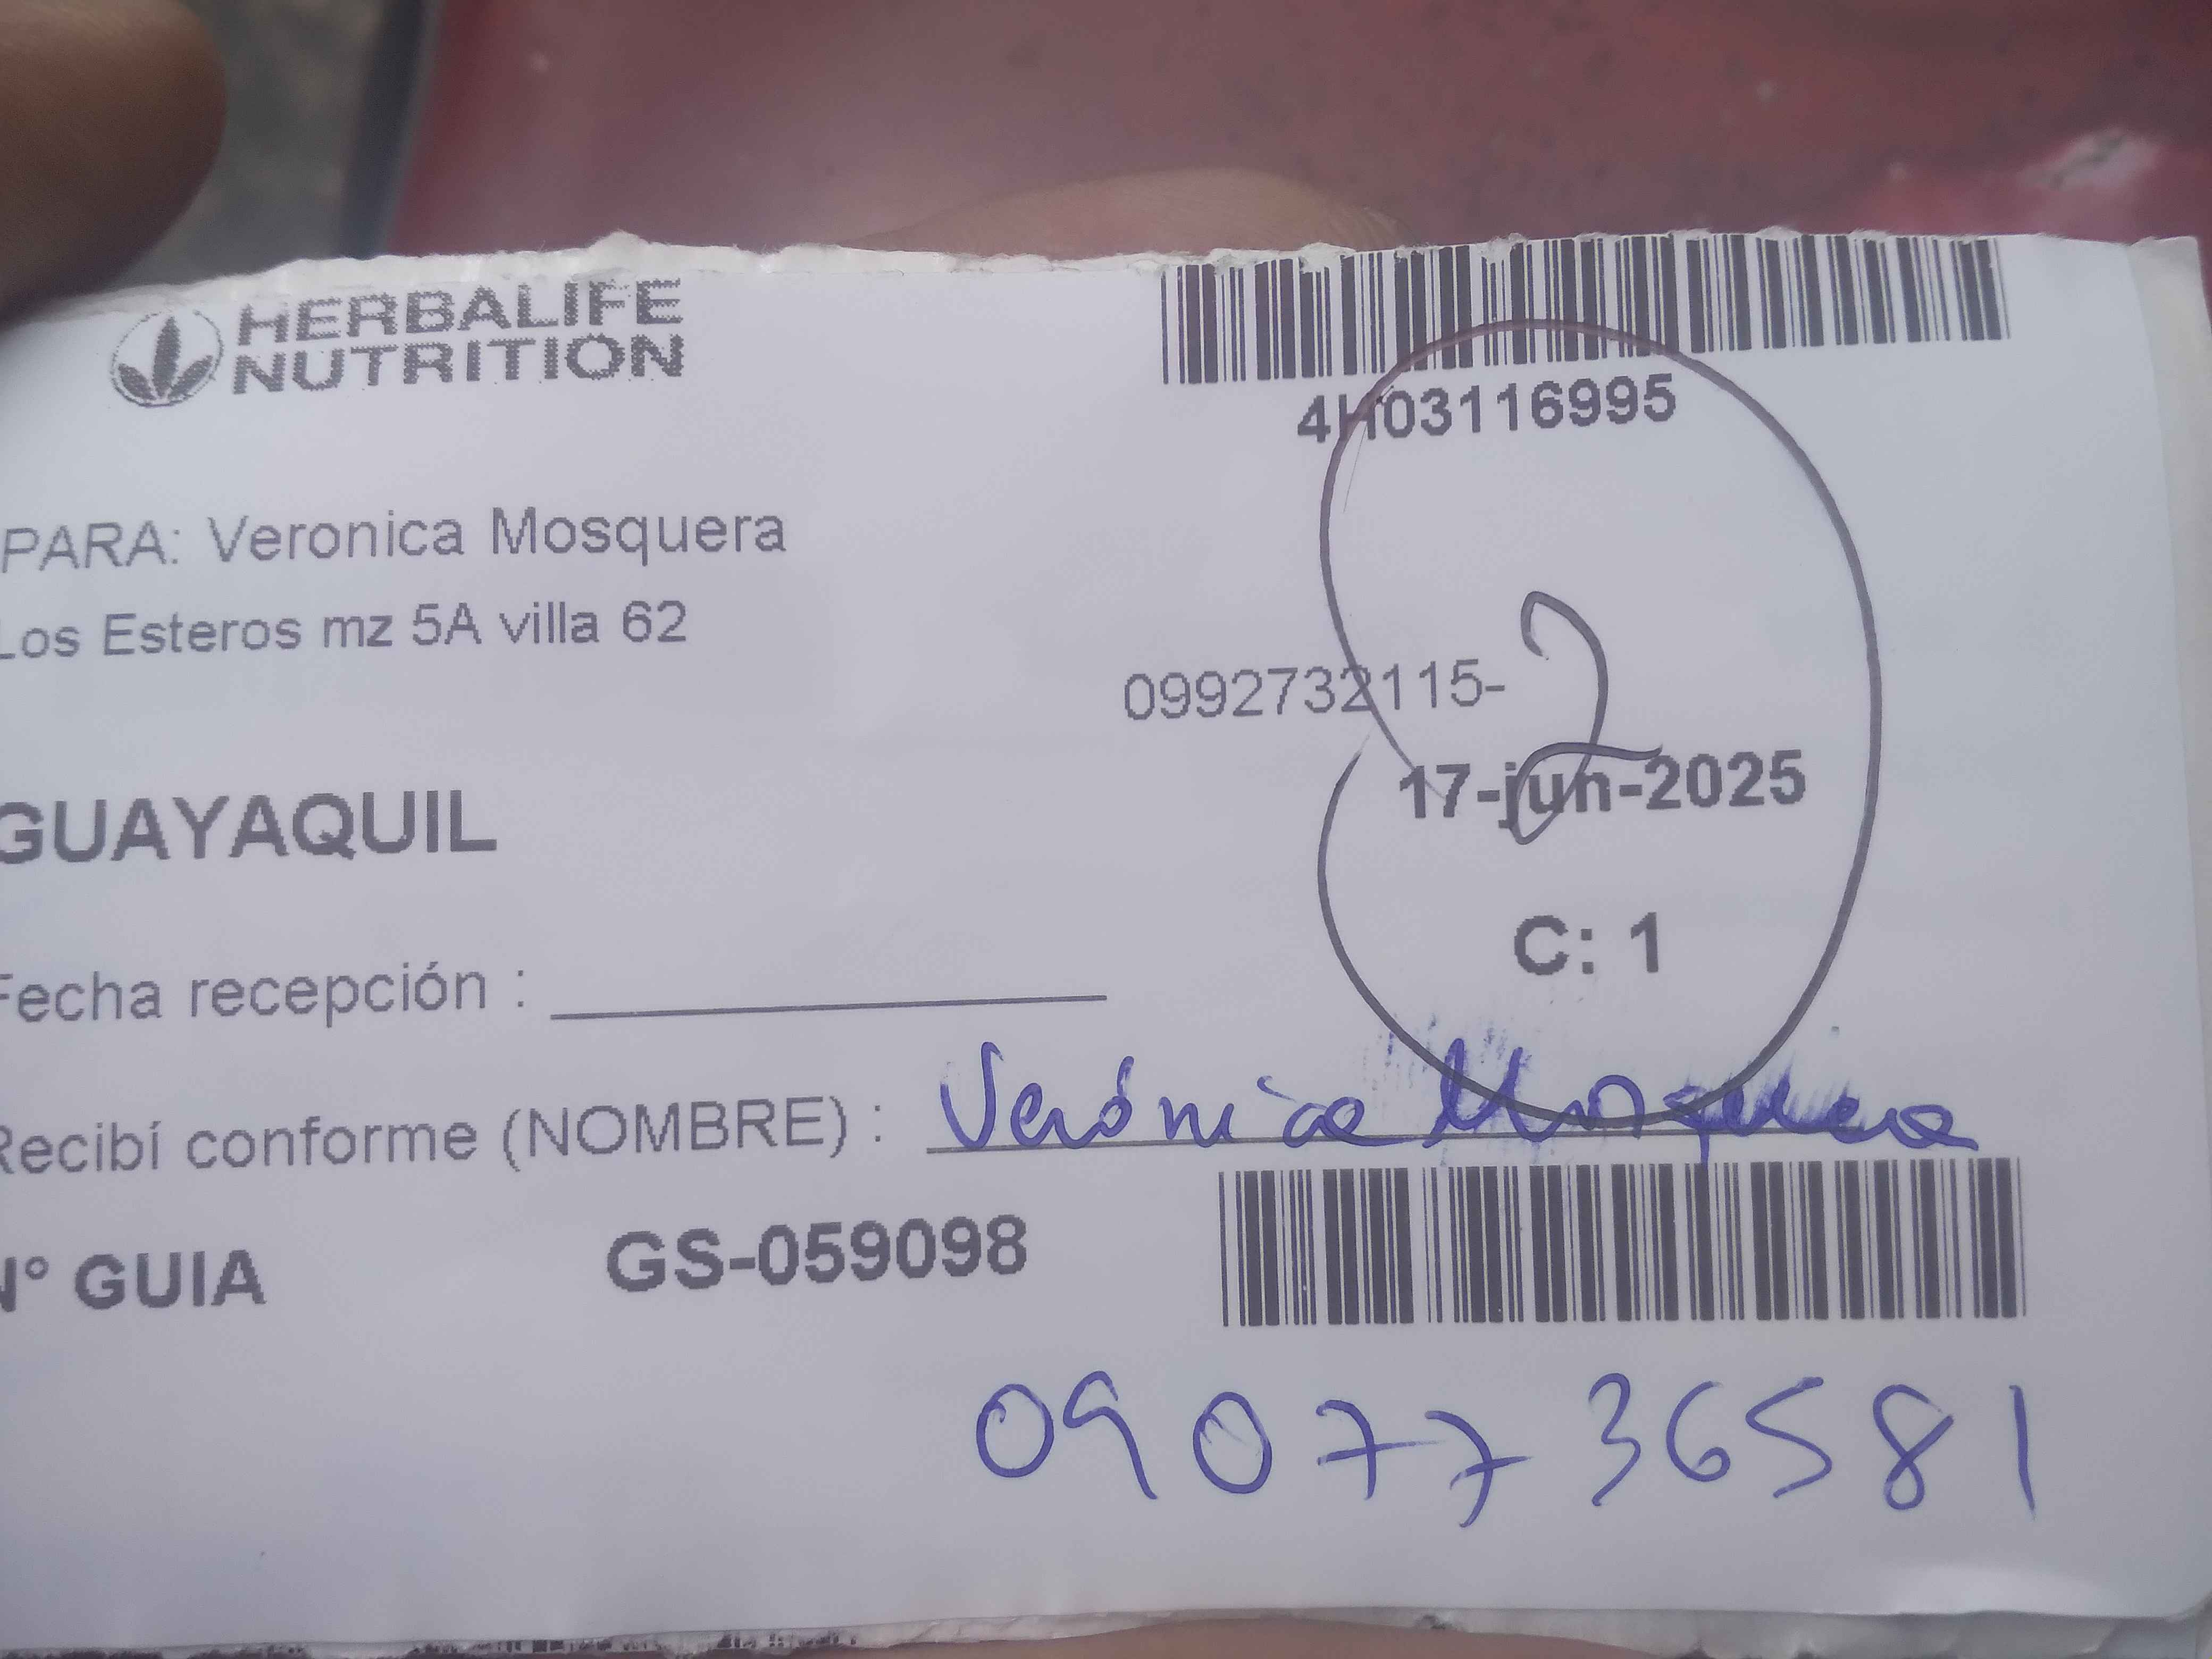 HERBALIFE
NUTRITION
4H03116995
PARA: Veronica Mosquera
Los Esteros mz 5A villa 62
0992732115-
2
17-jun-2025
GUAYAQUIL
C: 1
Fecha recepción :
Recibí conforme (NOMBRE) : Verónica Mosquera
N° GUIA GS-059098
0907736581